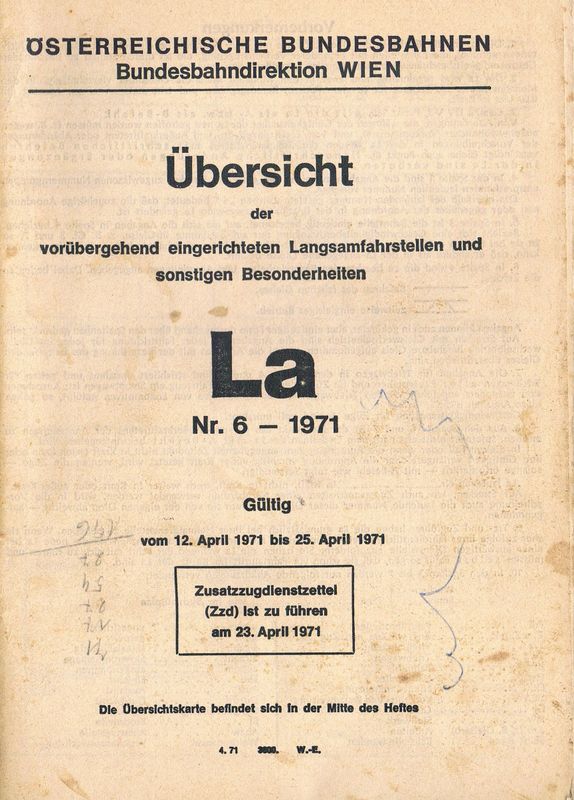 ÖSTERREICHISCHE BUNDESBAHNEN
Bundesbahndirektion WIEN
Übersicht
der
vorübergehend eingerichteten Langsamfahrstellen und
sonstigen Besonderheiten
La
Nr. 6 — 1971
Gültig
vom 12. April 1971 bis 25. April 1971
Zusatzzugdienstzettel
(Zzd) ist zu führen
am 23. April 1971
Die Übersichtskarte befindet sich in der Mitte des Heftes
4. 71 3600. W.-E.